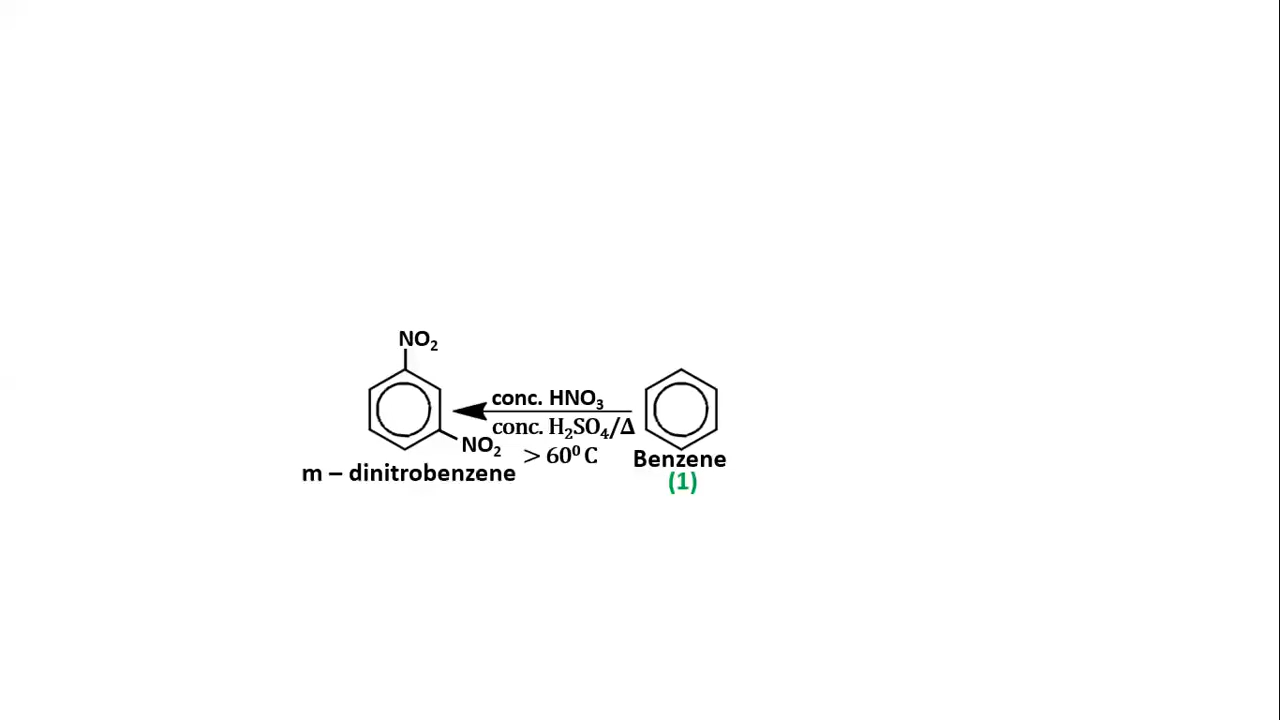 NO₂
conc. HNO₃
conc. H₂SO₄/Δ
NO₂
> 60⁰ C
Benzene
m – dinitrobenzene
(1)